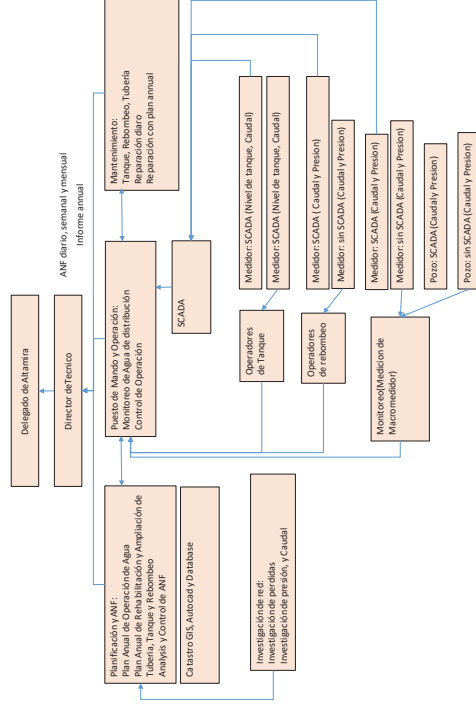 Delegado de Altamira
Director de Tecnico
ANF diario, semanal y mensual
Informe annual
Planificación y ANF:
Plan Anual de Operación de Agua
Plan Anual de Rehabilitación y Ampliación de
Tubería, Tanque y Rebombeo
Analysis y Control de ANF
Catastro GIS, Autocad y Database
Puesto de Mando y Operación:
Monitoreo de Agua de distribución
Control de Operación
Mantenimiento:
Tanque, Rebombeo, Tubería
Reparación diaro
Reparación con plan annual
SCADA
Investigación de red:
Investigación de perdidas
Investigación de presión, y Caudal
Operadores
de Tanque
Operadores
de rebombeo
Monitoreo(Medicion de
Macromedidor)
Medidor: SCADA (Nivel de tanque, Caudal)
Medidor: SCADA (Nivel de tanque, Caudal)
Medidor: SCADA ( Caudal y Presion)
Medidor: sin SCADA (Caudal y Presion)
Medidor: SCADA (Caudal y Presion)
Medidor: sin SCADA (Caudal y Presion)
Pozo: SCADA (Caudal y Presion)
Pozo: sin SCADA (Caudal y Presion)